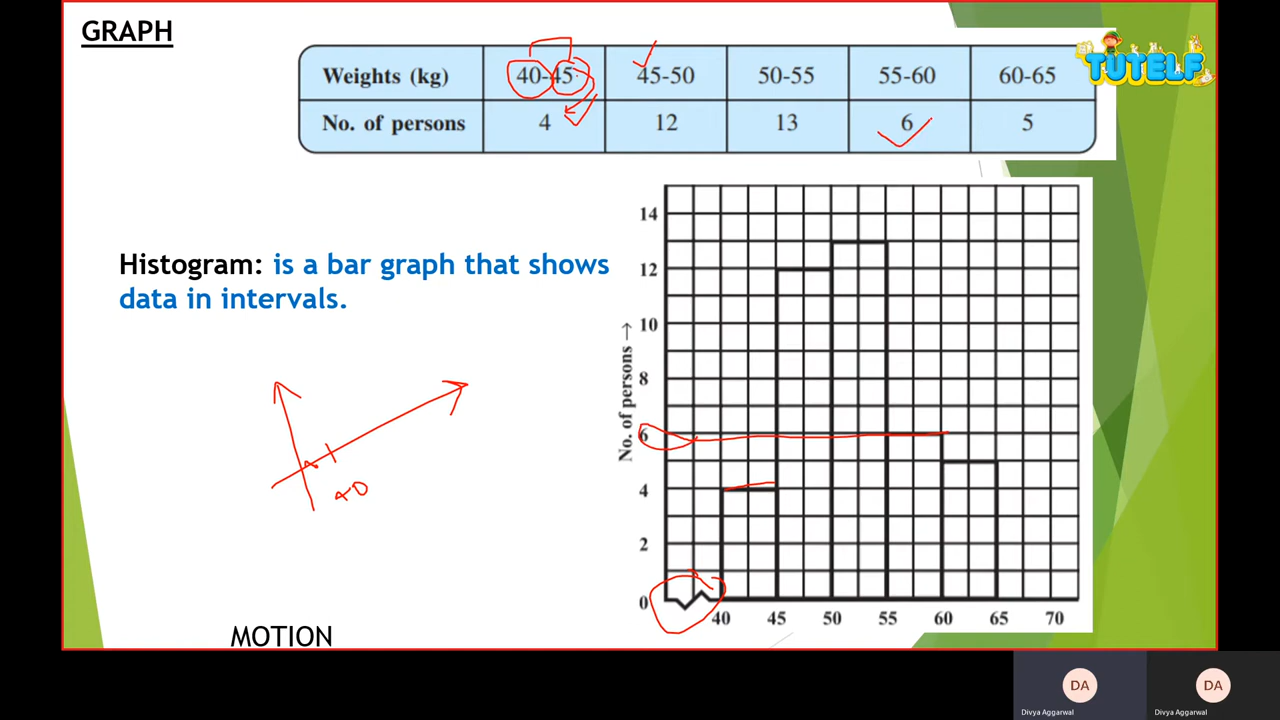 GRAPH
TUTELF
Weights (kg) 40-45 45-50 50-55 55-60 60-65
No. of persons 4 12 13 6 5
Histogram: is a bar graph that shows
data in intervals.
14
12
10
8
6
4
2
0
No. of persons →
40 45 50 55 60 65 70
40
MOTION
DA DA
Divya Aggarwal Divya Aggarwal